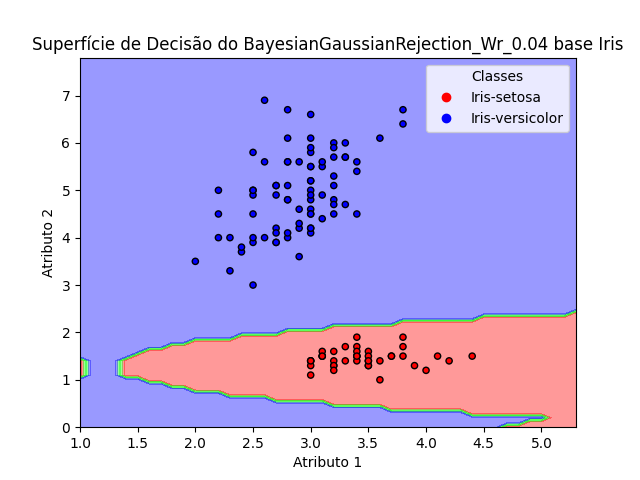 Superfície de Decisão do BayesianGaussianRejection_Wr_0.04 base Iris
Classes
Iris-setosa
Iris-versicolor
Atributo 2
7
6
5
4
3
2
1
0
1.0 1.5 2.0 2.5 3.0 3.5 4.0 4.5 5.0
Atributo 1